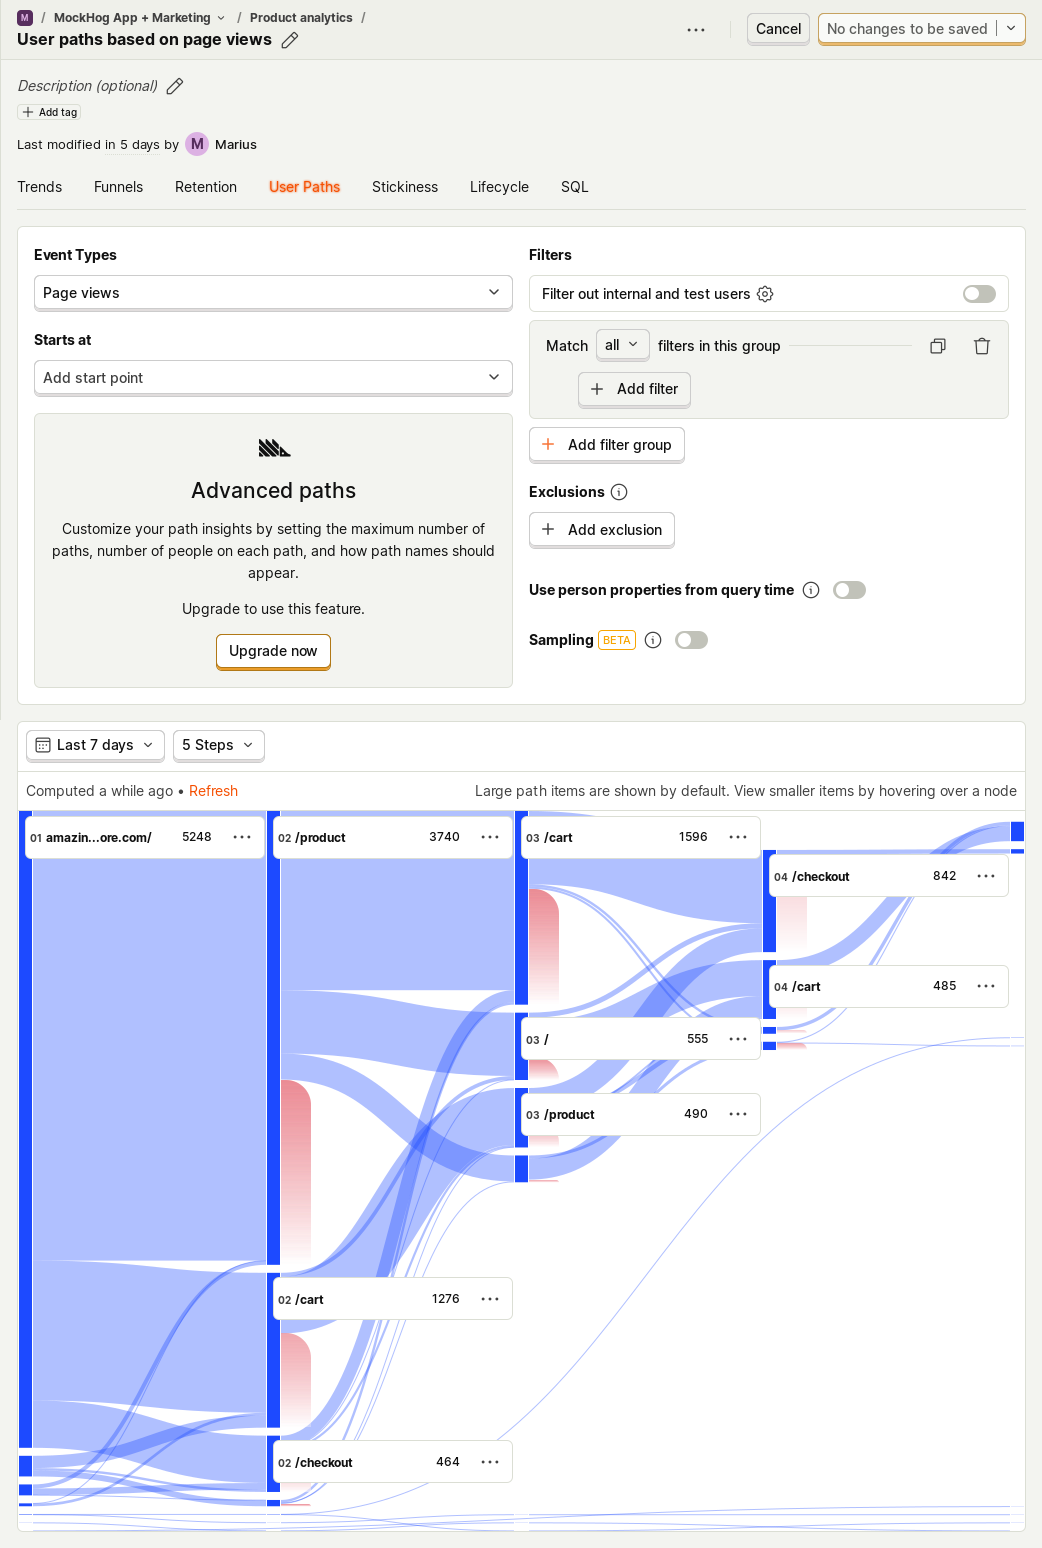 M / MockHog App + Marketing / Product analytics /
User paths based on page views
Cancel
No changes to be saved
Description (optional)
Add tag
Last modified in 5 days by M Marius
Trends Funnels Retention User Paths Stickiness Lifecycle SQL
Event Types
Page views
Starts at
Add start point
Advanced paths
Customize your path insights by setting the maximum number of
paths, number of people on each path, and how path names should
appear.
Upgrade to use this feature.
Upgrade now
Filters
Filter out internal and test users
Match all filters in this group
Add filter
Add filter group
Exclusions
Add exclusion
Use person properties from query time
Sampling BETA
Last 7 days 5 Steps
Computed a while ago • Refresh
Large path items are shown by default. View smaller items by hovering over a node
01 amazin...ore.com/ 5248
02 /product 3740
03 /cart 1596
04 /checkout 842
04 /cart 485
03 / 555
03 /product 490
02 /cart 1276
02 /checkout 464